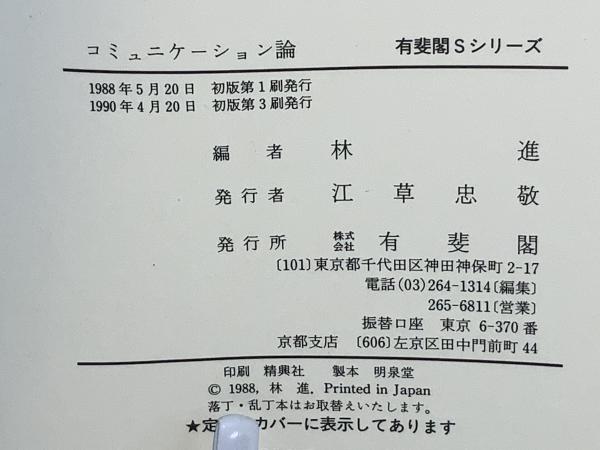 コミュニケーション論 有斐閣Sシリーズ
1988年5月20日 初版第1刷発行
1990年4月20日 初版第3刷発行
編者 林進
発行者 江草忠敬
発行所 株式会社 有斐閣
〔101〕東京都千代田区神田神保町2-17
電話(03)264-1314〔編集〕
265-6811〔営業〕
振替口座 東京6-370番
京都支店 〔606〕左京区田中門前町44
印刷 精興社 製本 明泉堂
© 1988, 林 進. Printed in Japan
落丁・乱丁本はお取替えいたします。
★定 カバーに表示してあります